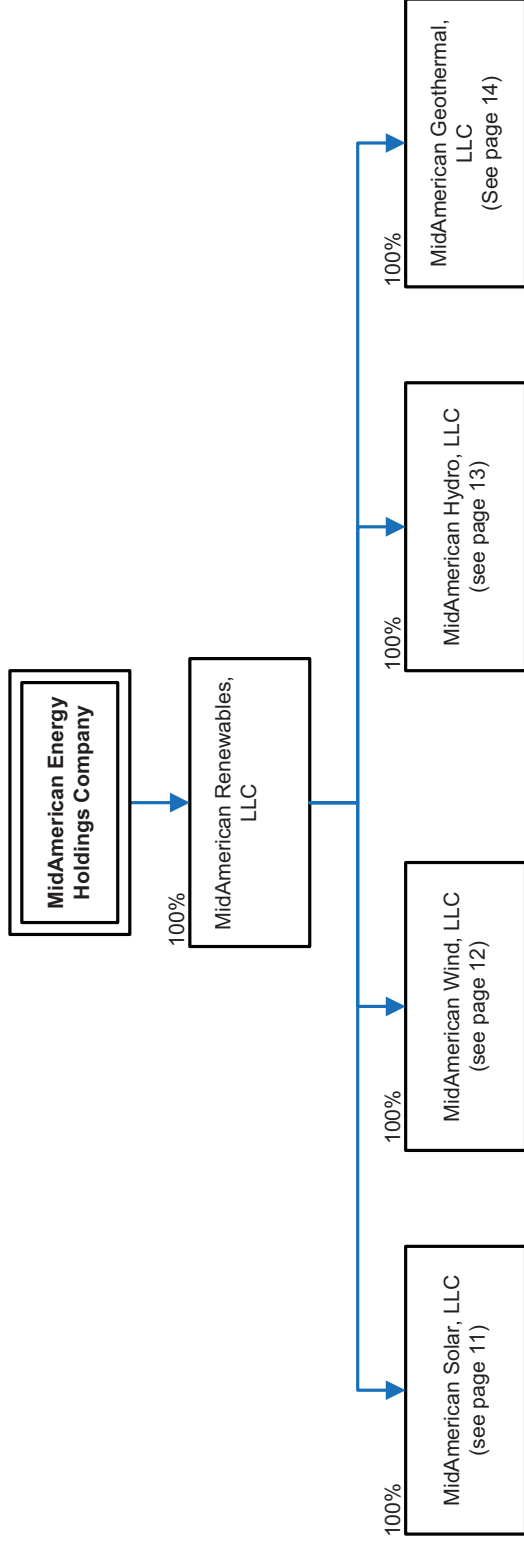 MidAmerican Energy
Holdings Company
100%
MidAmerican Renewables,
LLC
100%
MidAmerican Solar, LLC
(see page 11)
100%
MidAmerican Wind, LLC
(see page 12)
100%
MidAmerican Hydro, LLC
(see page 13)
100%
MidAmerican Geothermal,
LLC
(See page 14)